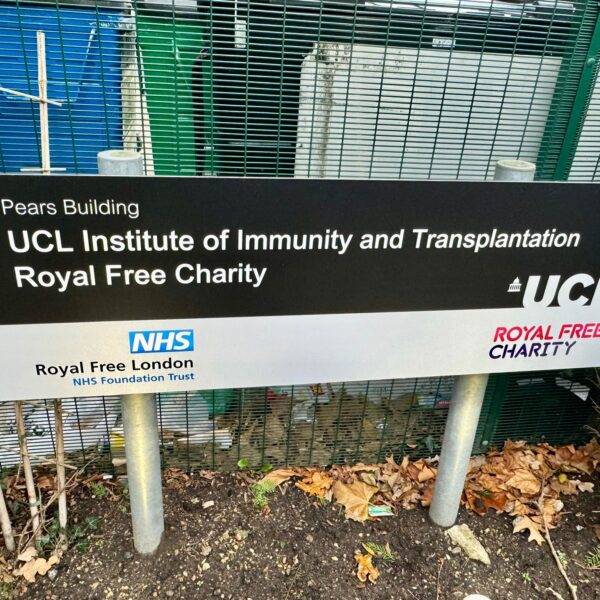 Pears Building
UCL Institute of Immunity and Transplantation
Royal Free Charity
UCL
NHS
Royal Free London
NHS Foundation Trust
ROYAL FREE
CHARITY